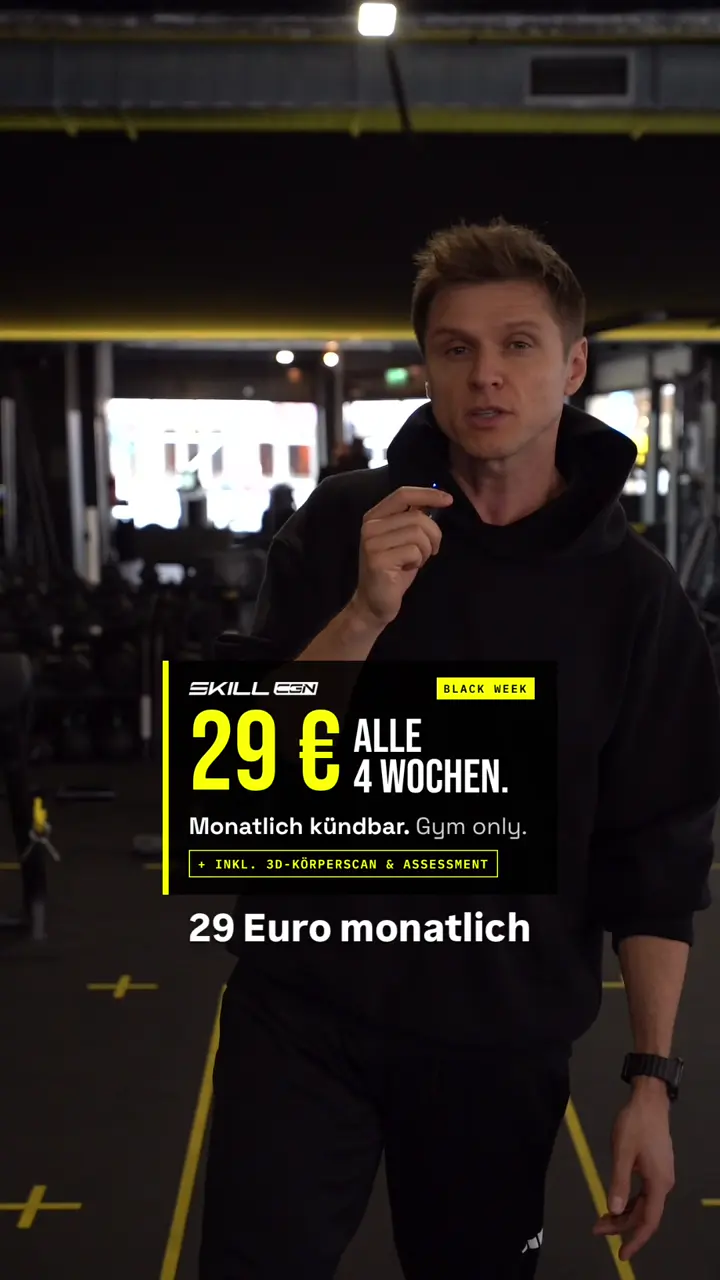 SKILL CGN
BLACK WEEK
29 € ALLE
4 WOCHEN.
Monatlich kündbar. Gym only.
+ INKL. 3D-KÖRPERSCAN & ASSESSMENT
29 Euro monatlich